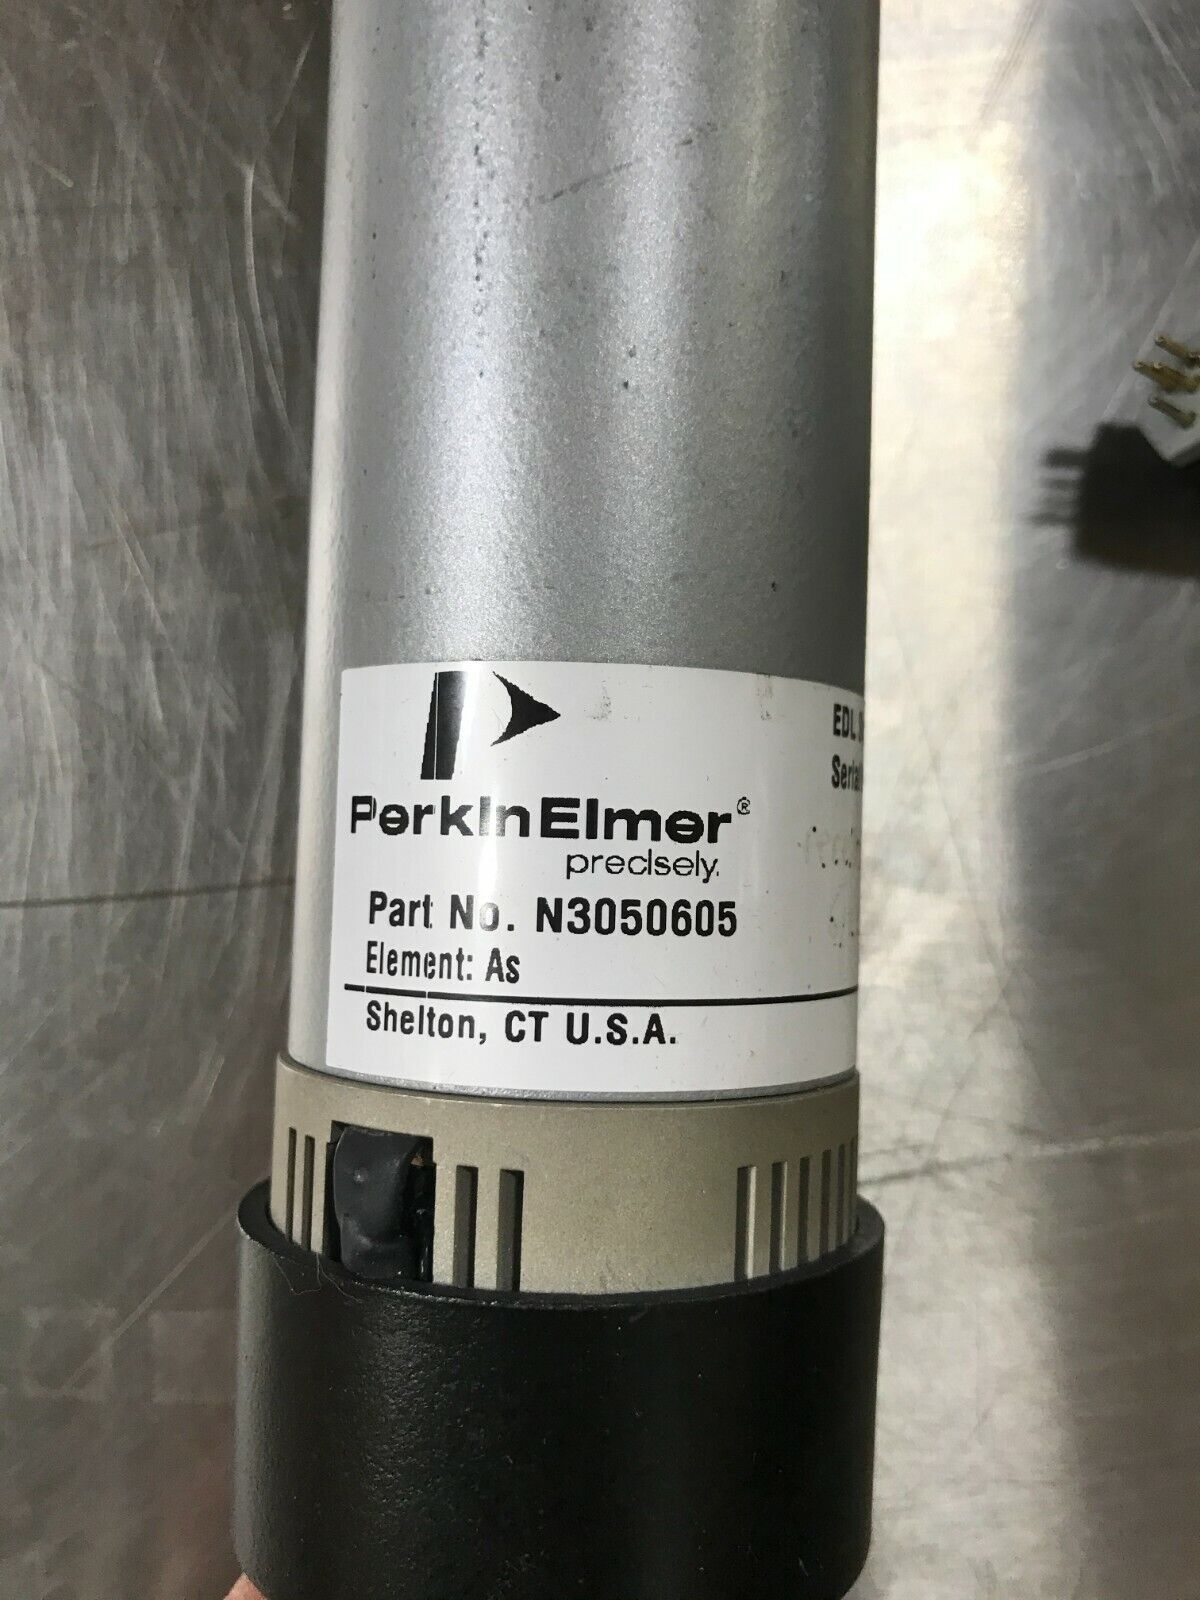 PerkinElmer®
precisely.
Part No. N3050605
Element: As
Shelton, CT U.S.A.
EDL